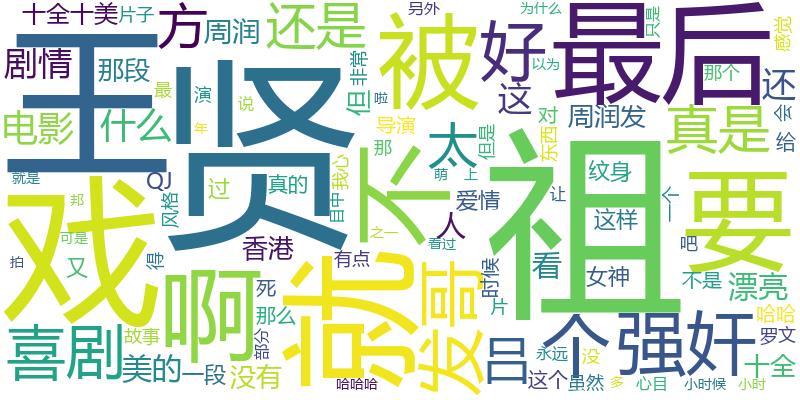 十全十美
片子
方
周润
还是
被
好
最后
另外
为什么
只是
感觉
王
贤
剧情
那段
最
演
说
但
非常
这
以为
那个
还
电影
什么
年
啦
导演
那
太
但是
东西
对
周润发
真是
给
会
不
祖
要
戏
就是
QJ
过
真的
我心
目中
萌
上
爱情
纹身
让
一个
风格
邦
可是
又
得
香港
有点
之一
看过
人
时候
看
这样
女神
吧
不是
漂亮
拍
啊
死
那么
就
哥
发
片
吕
个
强奸
哈哈
罗文
喜剧
故事
部分
美的
一段
没有
哈哈哈
永远
没
这个
虽然
多
心目
小时候
小时
十全